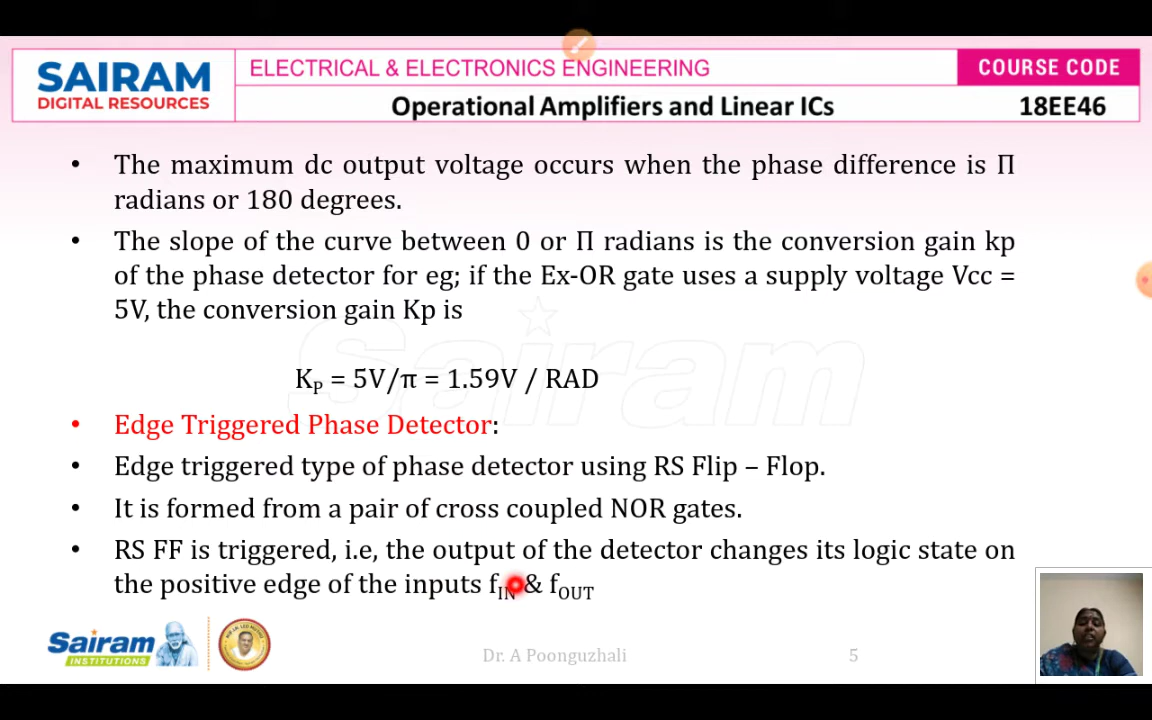 SAIRAM
DIGITAL RESOURCES
ELECTRICAL & ELECTRONICS ENGINEERING
COURSE CODE
Operational Amplifiers and Linear ICs
18EE46
• The maximum dc output voltage occurs when the phase difference is Π
radians or 180 degrees.
• The slope of the curve between 0 or Π radians is the conversion gain kp
of the phase detector for eg; if the Ex-OR gate uses a supply voltage Vcc =
5V, the conversion gain Kp is
Sairam
K_P = 5V/π = 1.59V / RAD
• Edge Triggered Phase Detector:
• Edge triggered type of phase detector using RS Flip – Flop.
• It is formed from a pair of cross coupled NOR gates.
• RS FF is triggered, i.e, the output of the detector changes its logic state on
the positive edge of the inputs f_IN & f_OUT
Sairam
INSTITUTIONS
Dr. A Poonguzhali
5